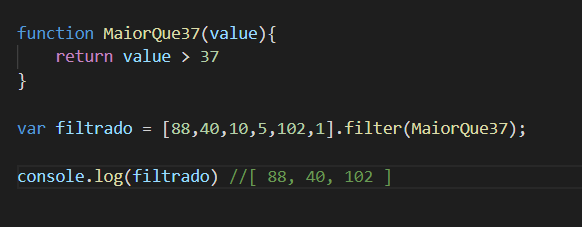 function MaiorQue37(value){
    return value > 37
}
var filtrado = [88,40,10,5,102,1].filter(MaiorQue37);
console.log(filtrado) //[ 88, 40, 102 ]